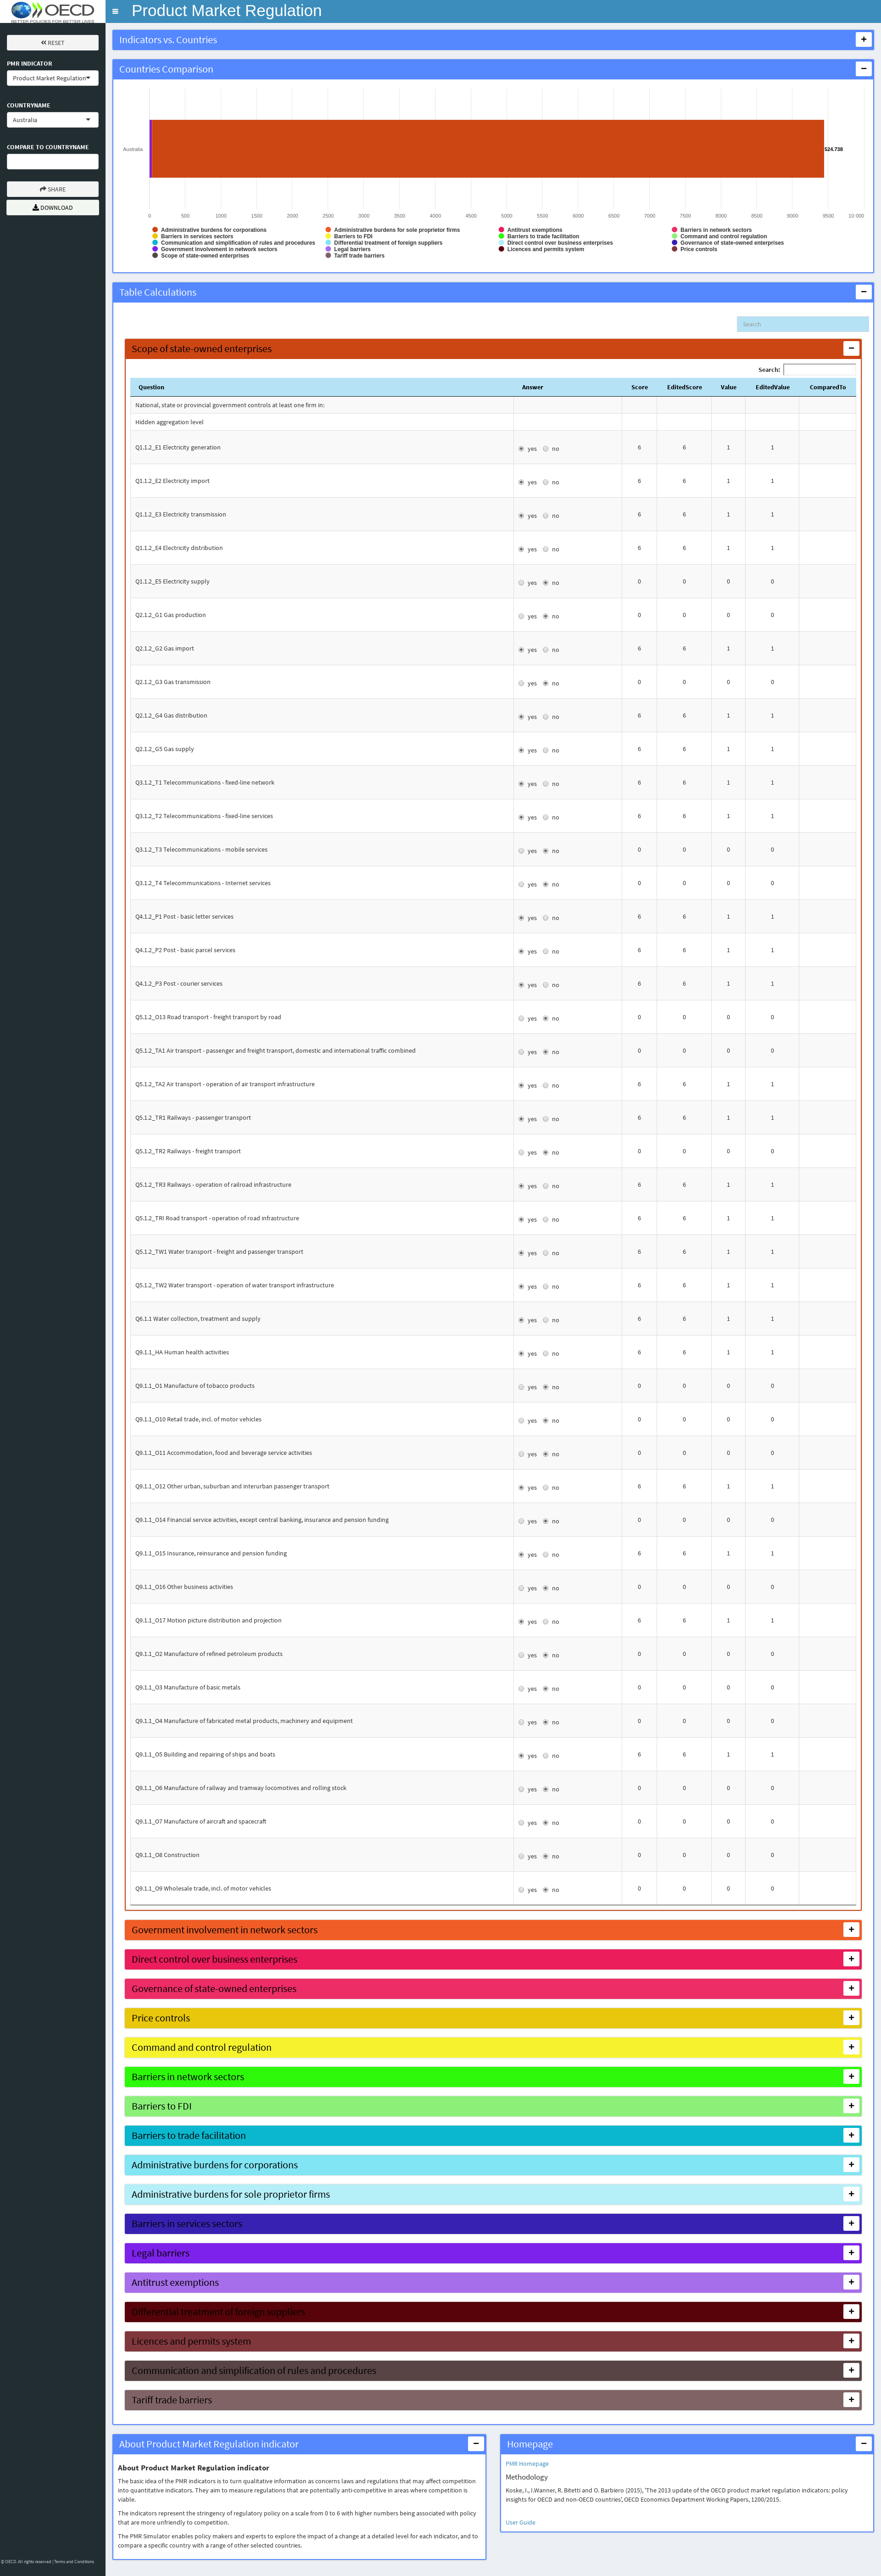 OECD
BETTER POLICIES FOR BETTER LIVES
Product Market Regulation
RESET
PMR INDICATOR
Product Market Regulation
COUNTRYNAME
Australia
COMPARE TO COUNTRYNAME
SHARE
DOWNLOAD
Indicators vs. Countries
Countries Comparison
Australia
524.738
0 500 1000 1500 2000 2500 3000 3500 4000 4500 5000 5500 6000 6500 7000 7500 8000 8500 9000 9500 10 000
Administrative burdens for corporations Administrative burdens for sole proprietor firms Antitrust exemptions Barriers in network sectors
Barriers in services sectors Barriers to FDI Barriers to trade facilitation Command and control regulation
Communication and simplification of rules and procedures Differential treatment of foreign suppliers Direct control over business enterprises Governance of state-owned enterprises
Government involvement in network sectors Legal barriers Licences and permits system Price controls
Scope of state-owned enterprises Tariff trade barriers
Table Calculations
Search
Scope of state-owned enterprises
Search:
Question Answer Score EditedScore Value EditedValue ComparedTo
National, state or provincial government controls at least one firm in:
Hidden aggregation level
Q1.1.2_E1 Electricity generation yes no 6 6 1 1
Q1.1.2_E2 Electricity import yes no 6 6 1 1
Q1.1.2_E3 Electricity transmission yes no 6 6 1 1
Q1.1.2_E4 Electricity distribution yes no 6 6 1 1
Q1.1.2_E5 Electricity supply yes no 0 0 0 0
Q2.1.2_G1 Gas production yes no 0 0 0 0
Q2.1.2_G2 Gas import yes no 6 6 1 1
Q2.1.2_G3 Gas transmission yes no 0 0 0 0
Q2.1.2_G4 Gas distribution yes no 6 6 1 1
Q2.1.2_G5 Gas supply yes no 6 6 1 1
Q3.1.2_T1 Telecommunications - fixed-line network yes no 6 6 1 1
Q3.1.2_T2 Telecommunications - fixed-line services yes no 6 6 1 1
Q3.1.2_T3 Telecommunications - mobile services yes no 0 0 0 0
Q3.1.2_T4 Telecommunications - Internet services yes no 0 0 0 0
Q4.1.2_P1 Post - basic letter services yes no 6 6 1 1
Q4.1.2_P2 Post - basic parcel services yes no 6 6 1 1
Q4.1.2_P3 Post - courier services yes no 6 6 1 1
Q5.1.2_O13 Road transport - freight transport by road yes no 0 0 0 0
Q5.1.2_TA1 Air transport - passenger and freight transport, domestic and international traffic combined yes no 0 0 0 0
Q5.1.2_TA2 Air transport - operation of air transport infrastructure yes no 6 6 1 1
Q5.1.2_TR1 Railways - passenger transport yes no 6 6 1 1
Q5.1.2_TR2 Railways - freight transport yes no 0 0 0 0
Q5.1.2_TR3 Railways - operation of railroad infrastructure yes no 6 6 1 1
Q5.1.2_TRI Road transport - operation of road infrastructure yes no 6 6 1 1
Q5.1.2_TW1 Water transport - freight and passenger transport yes no 6 6 1 1
Q5.1.2_TW2 Water transport - operation of water transport infrastructure yes no 6 6 1 1
Q6.1.1 Water collection, treatment and supply yes no 6 6 1 1
Q9.1.1_HA Human health activities yes no 6 6 1 1
Q9.1.1_O1 Manufacture of tobacco products yes no 0 0 0 0
Q9.1.1_O10 Retail trade, incl. of motor vehicles yes no 0 0 0 0
Q9.1.1_O11 Accommodation, food and beverage service activities yes no 0 0 0 0
Q9.1.1_O12 Other urban, suburban and interurban passenger transport yes no 6 6 1 1
Q9.1.1_O14 Financial service activities, except central banking, insurance and pension funding yes no 0 0 0 0
Q9.1.1_O15 Insurance, reinsurance and pension funding yes no 6 6 1 1
Q9.1.1_O16 Other business activities yes no 0 0 0 0
Q9.1.1_O17 Motion picture distribution and projection yes no 6 6 1 1
Q9.1.1_O2 Manufacture of refined petroleum products yes no 0 0 0 0
Q9.1.1_O3 Manufacture of basic metals yes no 0 0 0 0
Q9.1.1_O4 Manufacture of fabricated metal products, machinery and equipment yes no 0 0 0 0
Q9.1.1_O5 Building and repairing of ships and boats yes no 6 6 1 1
Q9.1.1_O6 Manufacture of railway and tramway locomotives and rolling stock yes no 0 0 0 0
Q9.1.1_O7 Manufacture of aircraft and spacecraft yes no 0 0 0 0
Q9.1.1_O8 Construction yes no 0 0 0 0
Q9.1.1_O9 Wholesale trade, incl. of motor vehicles yes no 0 0 0 0
Government involvement in network sectors
Direct control over business enterprises
Governance of state-owned enterprises
Price controls
Command and control regulation
Barriers in network sectors
Barriers to FDI
Barriers to trade facilitation
Administrative burdens for corporations
Administrative burdens for sole proprietor firms
Barriers in services sectors
Legal barriers
Antitrust exemptions
Differential treatment of foreign suppliers
Licences and permits system
Communication and simplification of rules and procedures
Tariff trade barriers
About Product Market Regulation indicator
About Product Market Regulation indicator
The basic idea of the PMR indicators is to turn qualitative information as concerns laws and regulations that may affect competition
into quantitative indicators. They aim to measure regulations that are potentially anti-competitive in areas where competition is
viable.
The indicators represent the stringency of regulatory policy on a scale from 0 to 6 with higher numbers being associated with policy
that are more unfriendly to competition.
The PMR Simulator enables policy makers and experts to explore the impact of a change at a detailed level for each indicator, and to
compare a specific country with a range of other selected countries.
Homepage
PMR Homepage
Methodology
Koske, I., I.Wanner, R. Bitetti and O. Barbiero (2015), 'The 2013 update of the OECD product market regulation indicators: policy
insights for OECD and non-OECD countries', OECD Economics Department Working Papers, 1200/2015.
User Guide
© OECD. All rights reserved | Terms and Conditions